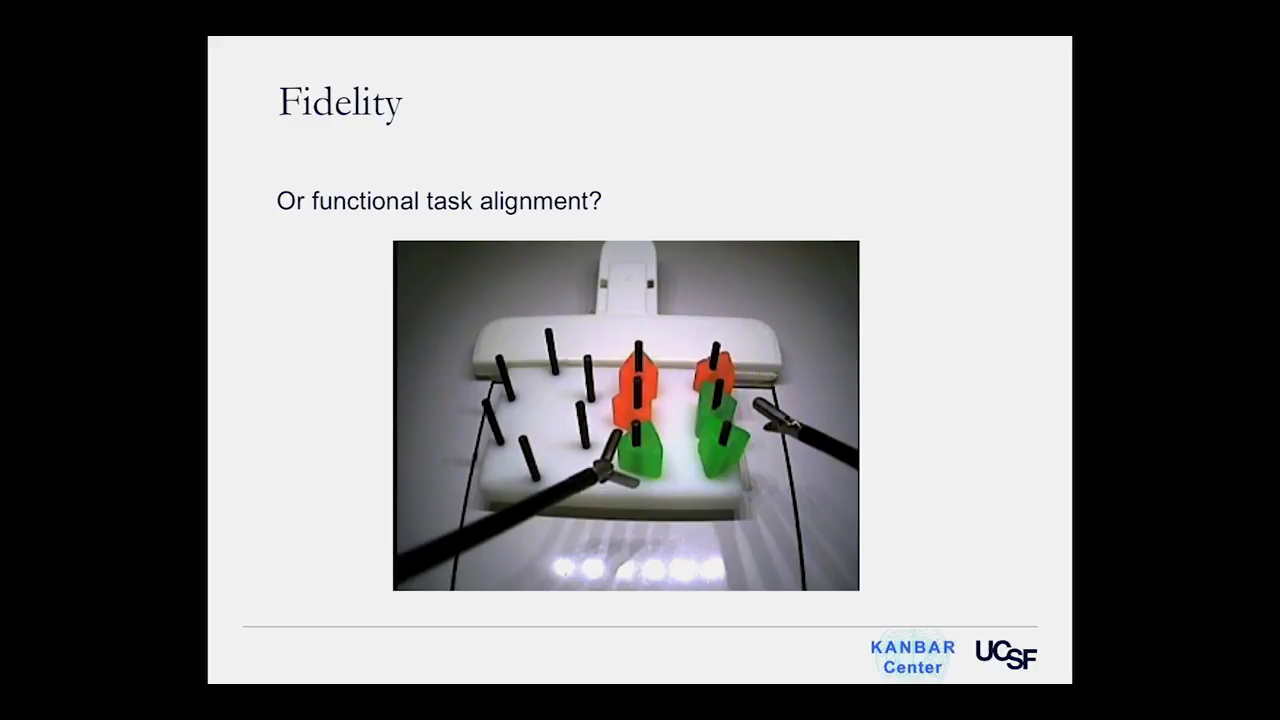 Fidelity
Or functional task alignment?
KANBAR
Center
UCSF